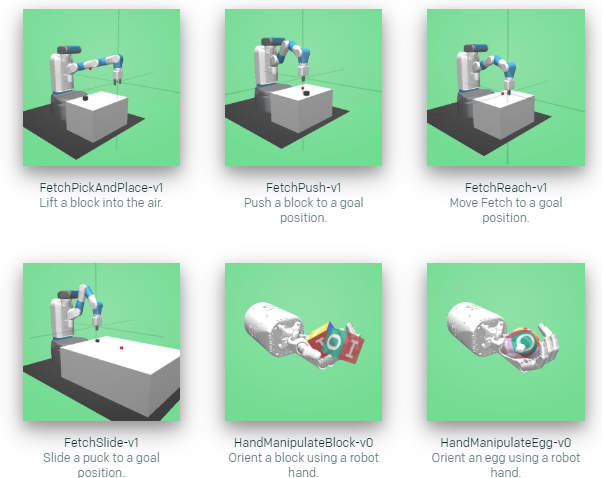 FetchPickAndPlace-v1
Lift a block into the air.
FetchPush-v1
Push a block to a goal
position.
FetchReach-v1
Move Fetch to a goal
position.
FetchSlide-v1
Slide a puck to a goal
position.
HandManipulateBlock-v0
Orient a block using a robot
hand.
HandManipulateEgg-v0
Orient an egg using a robot
hand.